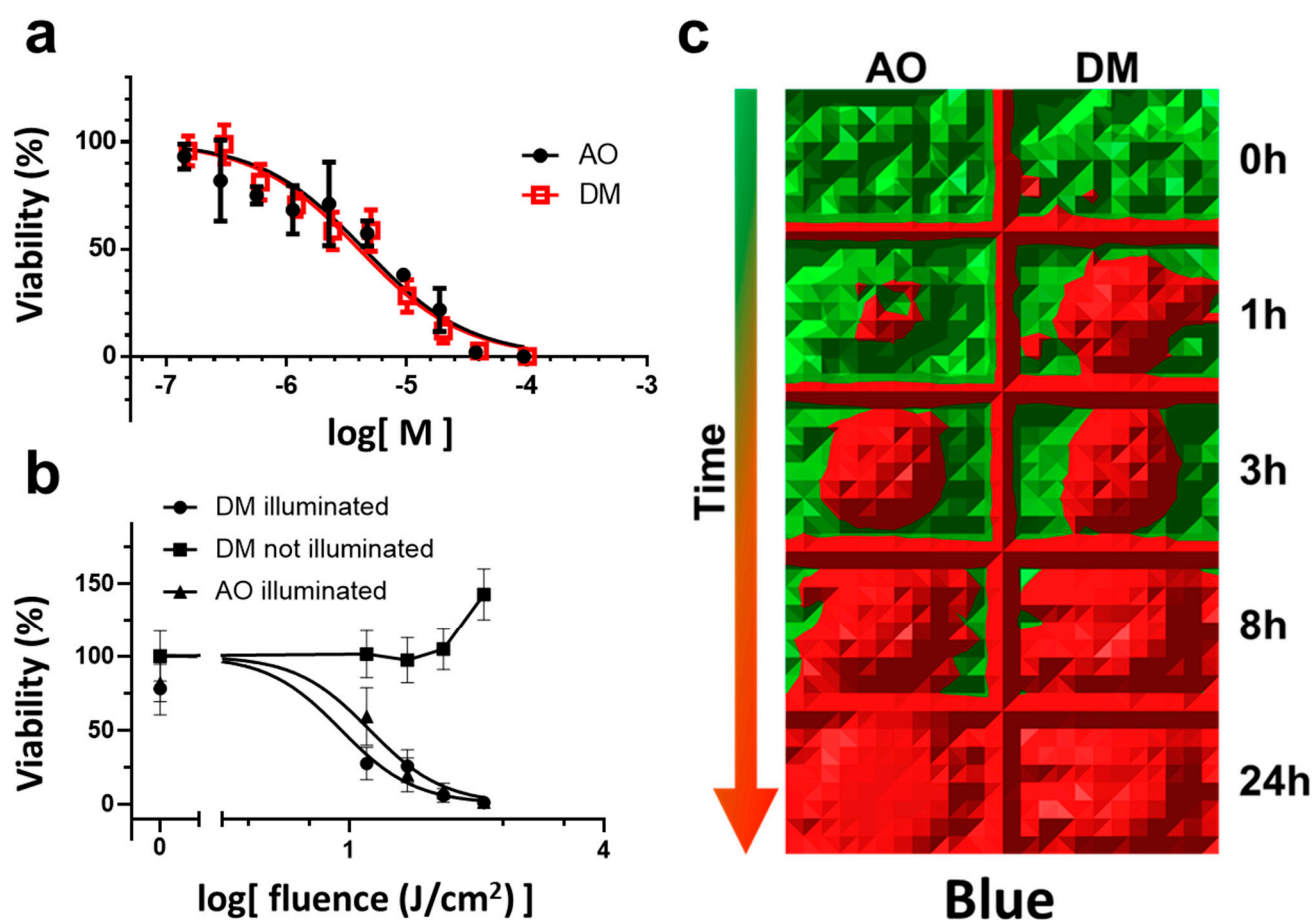 a
Viability (%)
100
50
0
-7
-6
-5
-4
-3
log[ M ]
AO
DM
b
DM illuminated
DM not illuminated
AO illuminated
Viability (%)
150
100
50
0
0
1
4
log[ fluence (J/cm²) ]
c
AO
DM
Time
0h
1h
3h
8h
24h
Blue